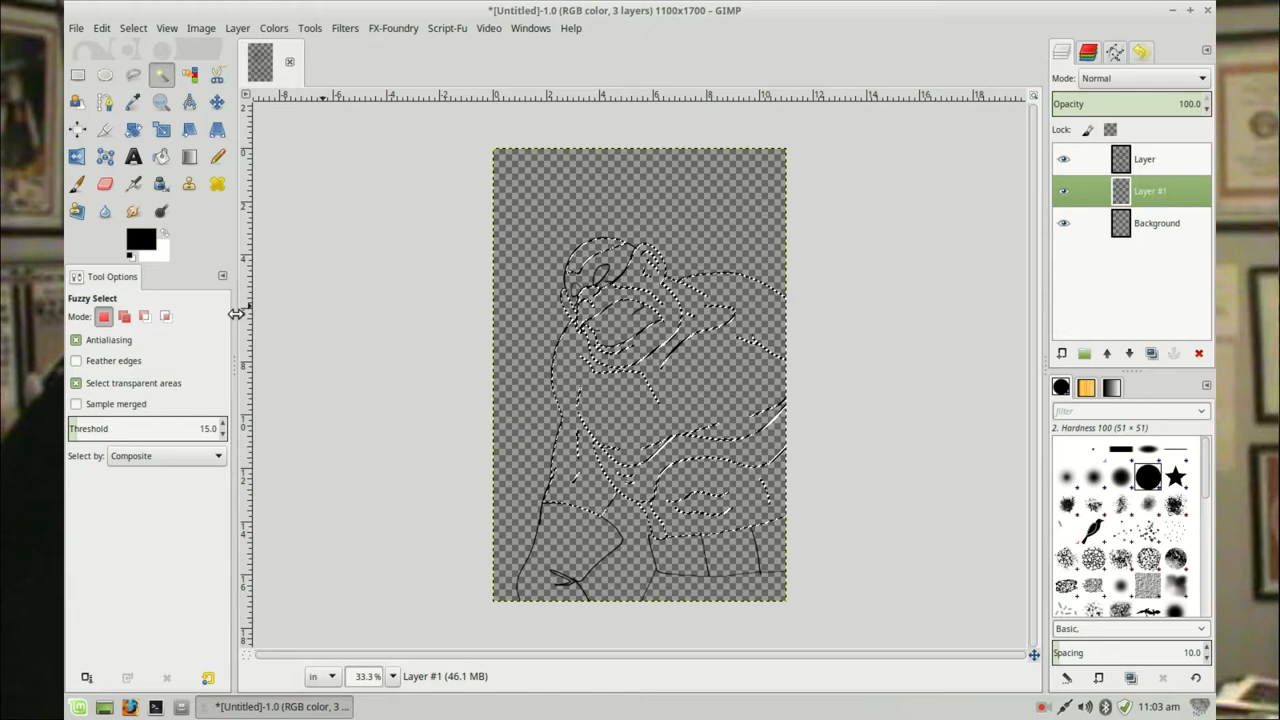 *[Untitled]-1.0 (RGB color, 3 layers) 1100x1700 – GIMP
File Edit Select View Image Layer Colors Tools Filters FX-Foundry Script-Fu Video Windows Help
Mode: Normal
Opacity 100.0
Lock:
Layer
Layer #1
Background
Tool Options
Fuzzy Select
Mode:
Antialiasing
Feather edges
Select transparent areas
Sample merged
Threshold 15.0
Select by: Composite
filter
2. Hardness 100 (51 × 51)
Basic,
Spacing 10.0
in 33.3 % Layer #1 (46.1 MB)
*[Untitled]-1.0 (RGB color, 3 ...
11:03 am